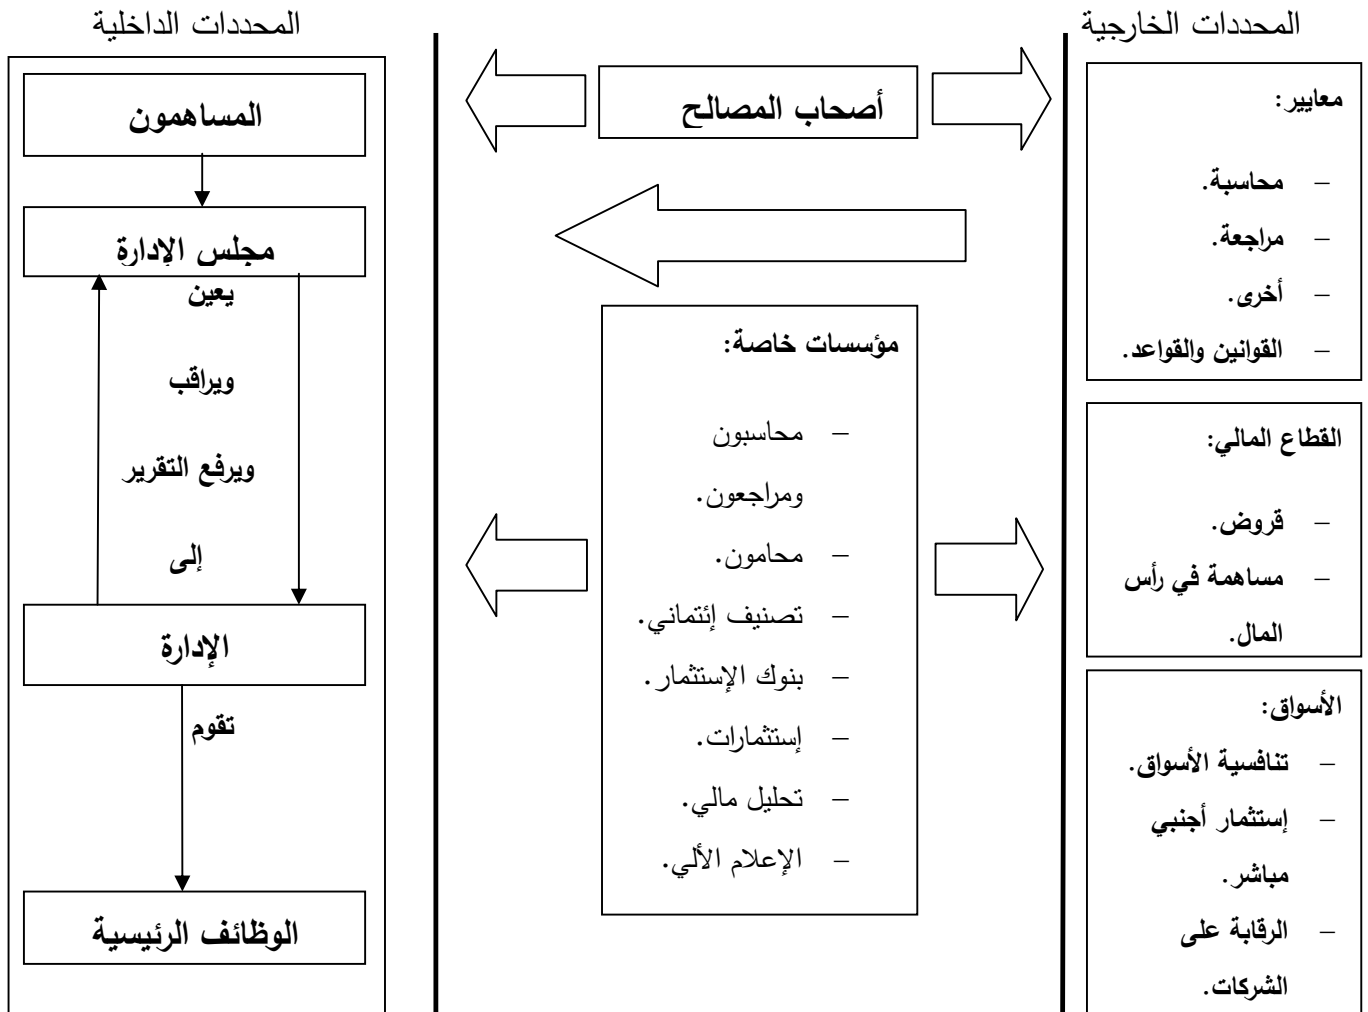 المحددات الخارجية
المحددات الداخلية
معايير:
– محاسبة.
– مراجعة.
– أخرى.
– القوانين والقواعد.
القطاع المالي:
– قروض.
– مساهمة في رأس
المال.
الأسواق:
– تنافسية الأسواق.
– إستثمار أجنبي
مباشر.
– الرقابة على
الشركات.
أصحاب المصالح
مؤسسات خاصة:
– محاسبون
ومراجعون.
– محامون.
– تصنيف إئتماني.
– بنوك الإستثمار.
– إستثمارات.
– تحليل مالي.
– الإعلام الألي.
المساهمون
مجلس الإدارة
يعين
ويراقب
ويرفع التقرير
إلى
الإدارة
تقوم
الوظائف الرئيسية